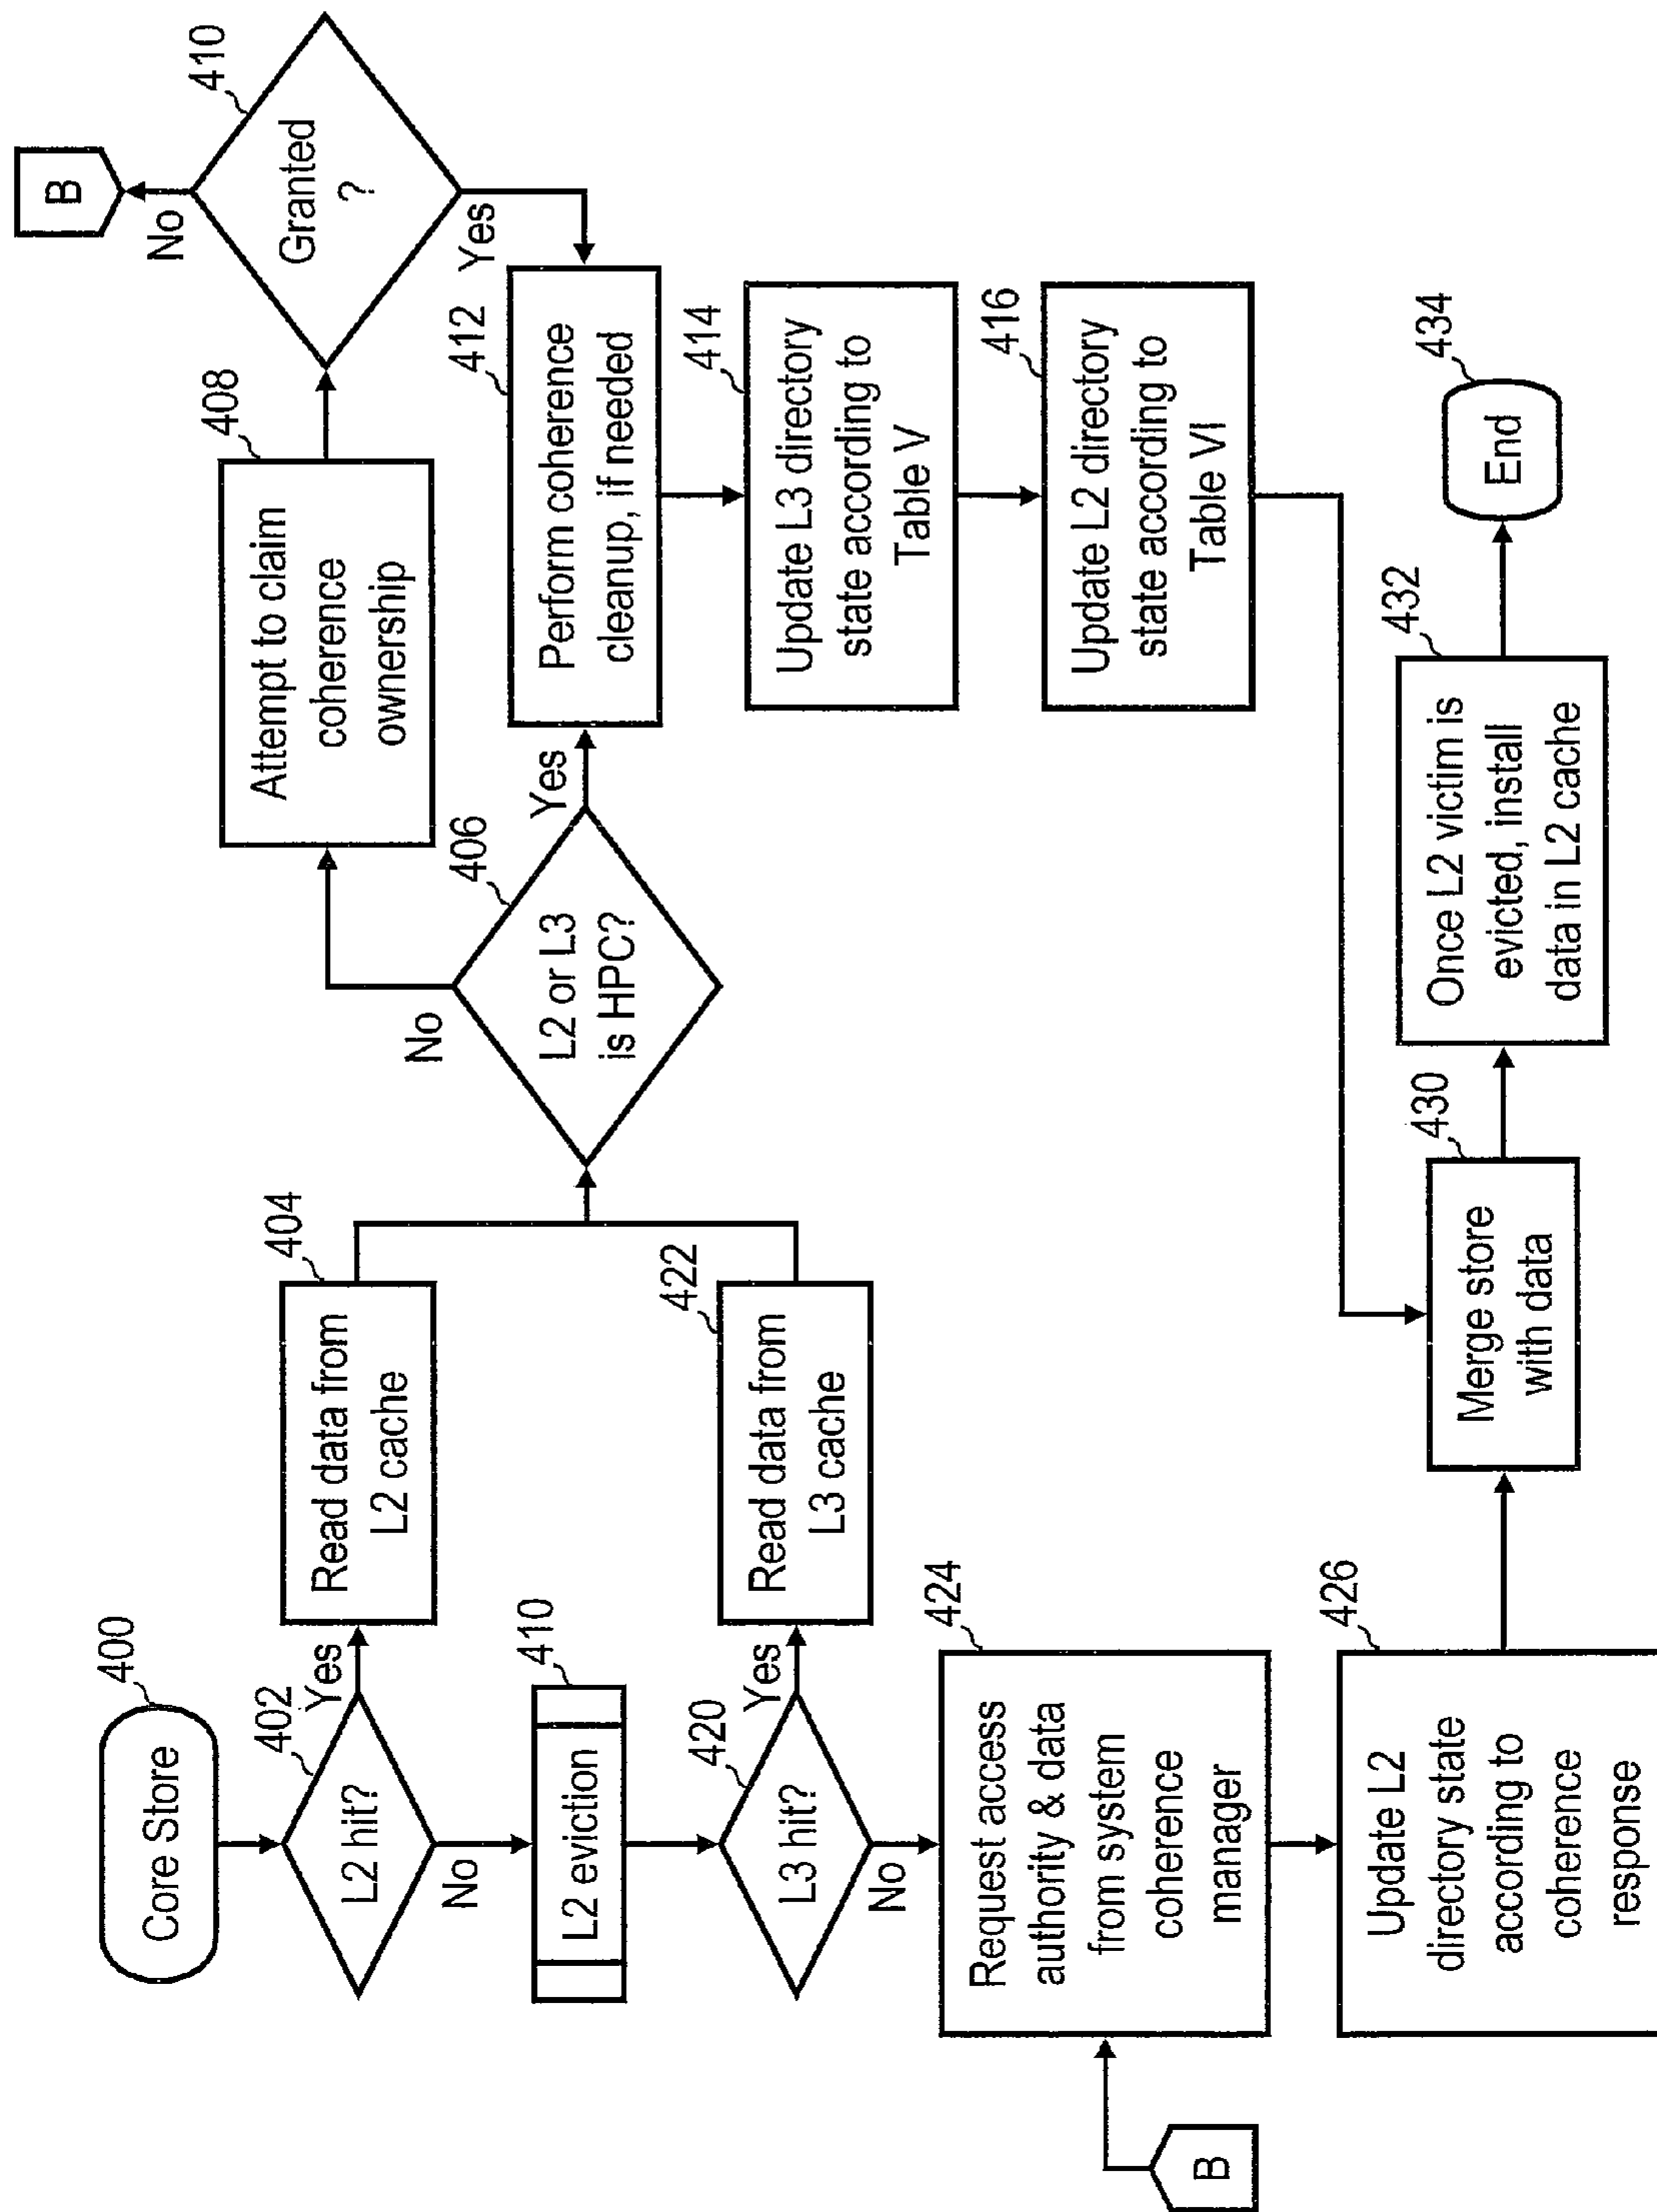 Core Store
400
L2 hit?
402
Yes
No
Read data from
L2 cache
404
L2 eviction
410
L3 hit?
420
Yes
No
Read data from
L3 cache
422
L2 or L3
is HPC?
406
No
Yes
Attempt to claim
coherence
ownership
408
Granted
?
410
No
B
Yes
Perform coherence
cleanup, if needed
412
Update L3 directory
state according to
Table V
414
Update L2 directory
state according to
Table VI
416
B
Request access
authority & data
from system
coherence
manager
424
Update L2
directory state
according to
coherence
response
426
Merge store
with data
430
Once L2 victim is
evicted, install
data in L2 cache
432
End
434